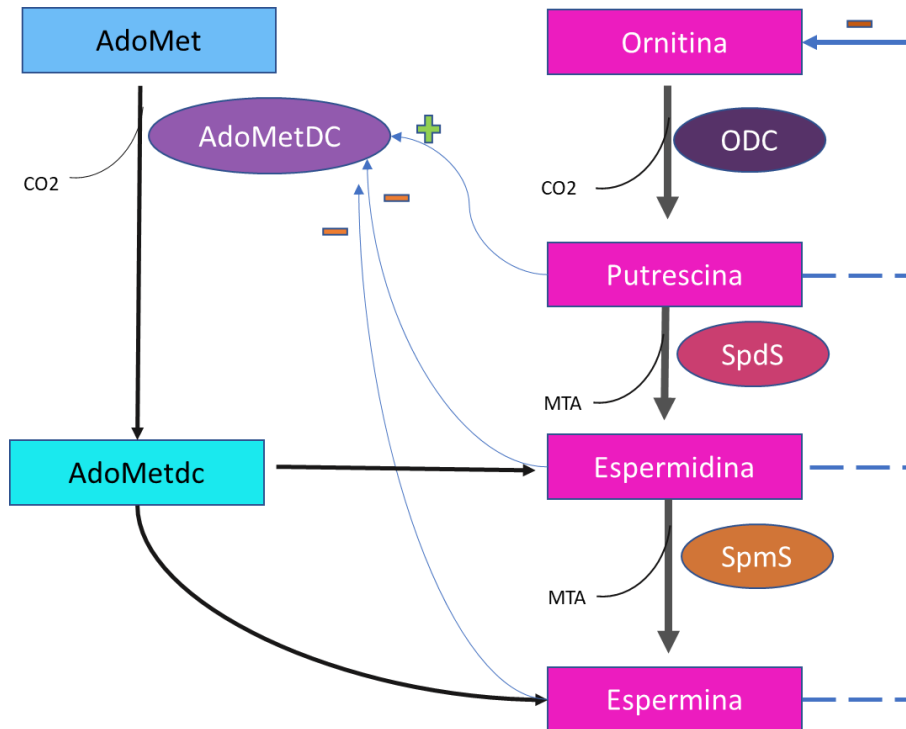 AdoMet
Ornitina
AdoMetDC
ODC
CO2
CO2
Putrescina
SpdS
MTA
AdoMetdc
Espermidina
SpmS
MTA
Espermina